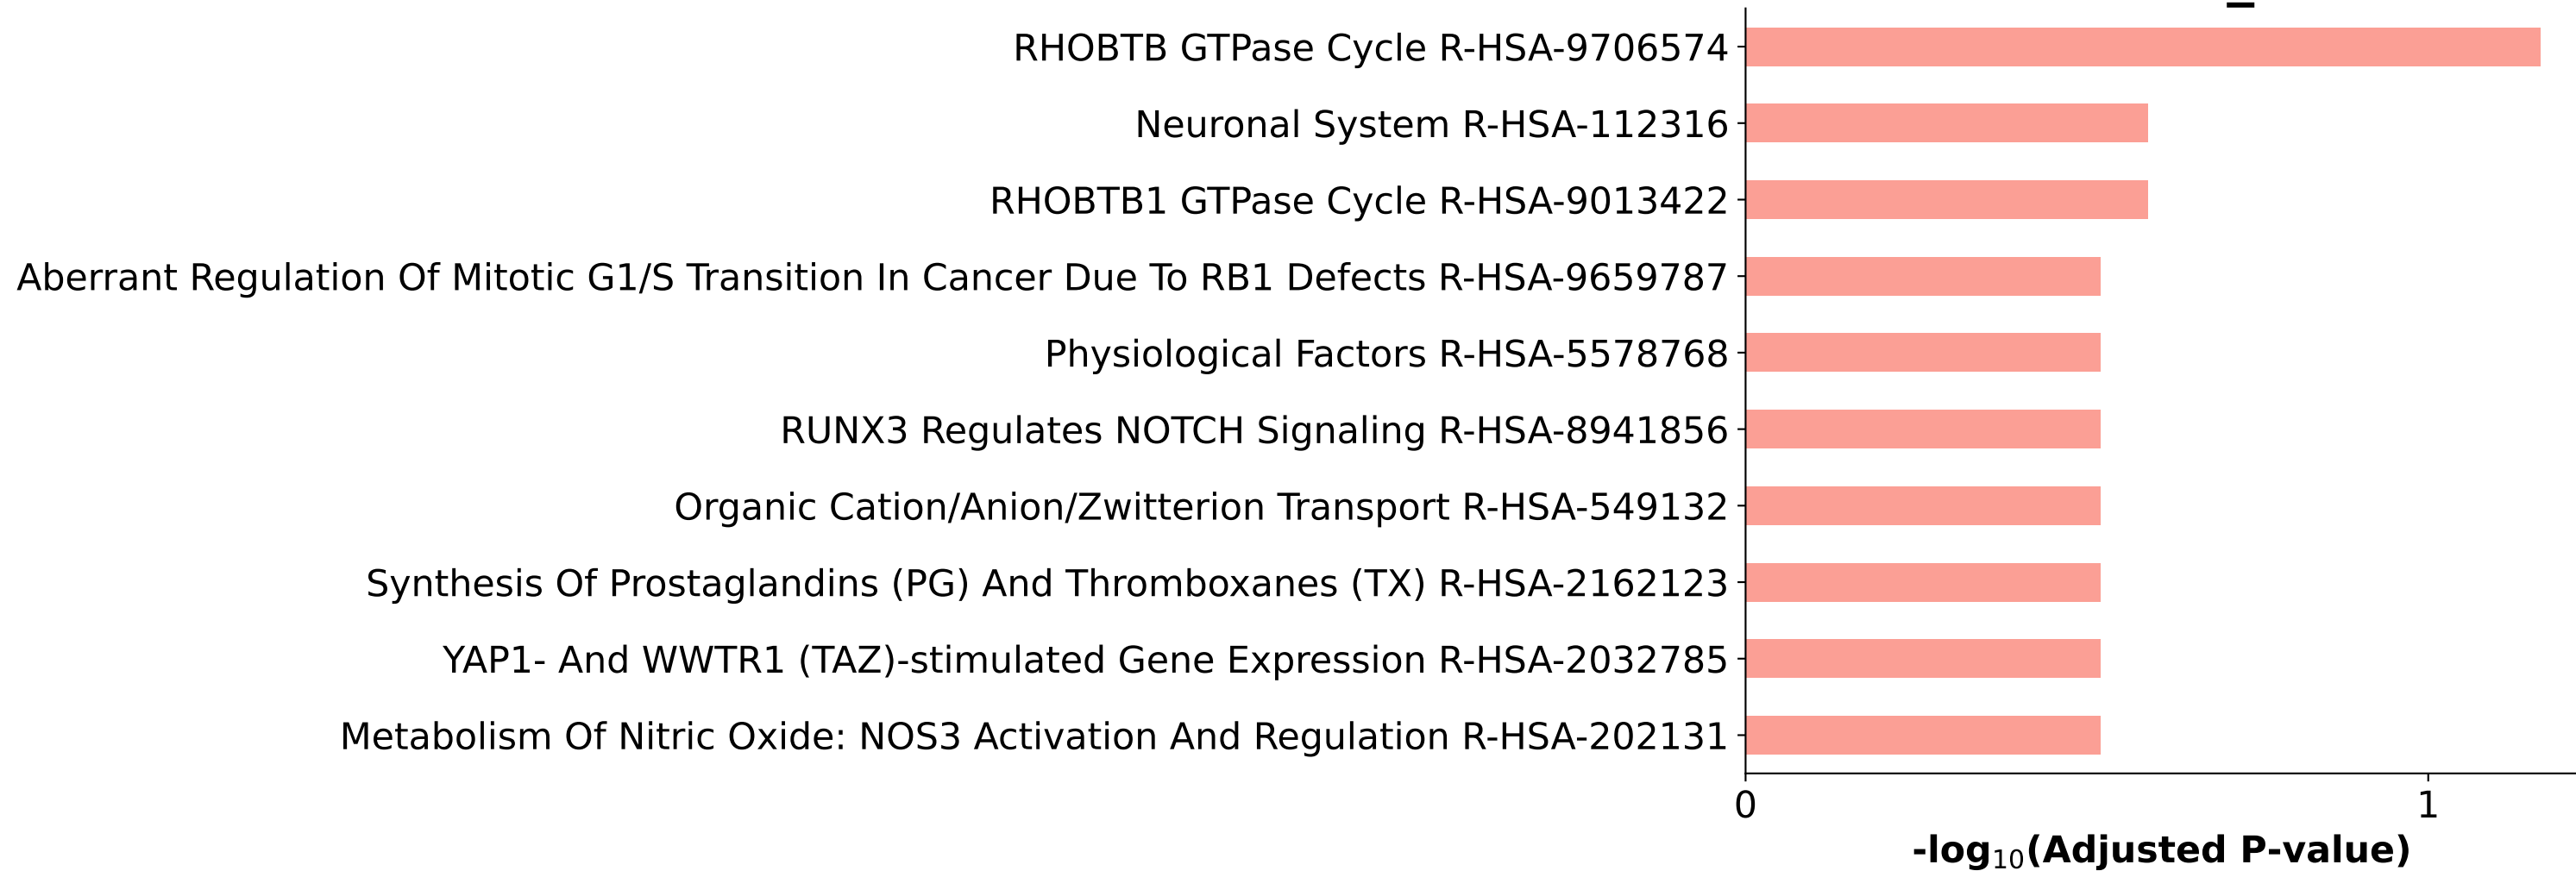 RHOBTB GTPase Cycle R-HSA-9706574
Neuronal System R-HSA-112316
RHOBTB1 GTPase Cycle R-HSA-9013422
Aberrant Regulation Of Mitotic G1/S Transition In Cancer Due To RB1 Defects R-HSA-9659787
Physiological Factors R-HSA-5578768
RUNX3 Regulates NOTCH Signaling R-HSA-8941856
Organic Cation/Anion/Zwitterion Transport R-HSA-549132
Synthesis Of Prostaglandins (PG) And Thromboxanes (TX) R-HSA-2162123
YAP1- And WWTR1 (TAZ)-stimulated Gene Expression R-HSA-2032785
Metabolism Of Nitric Oxide: NOS3 Activation And Regulation R-HSA-202131
0 1
-log₁₀(Adjusted P-value)